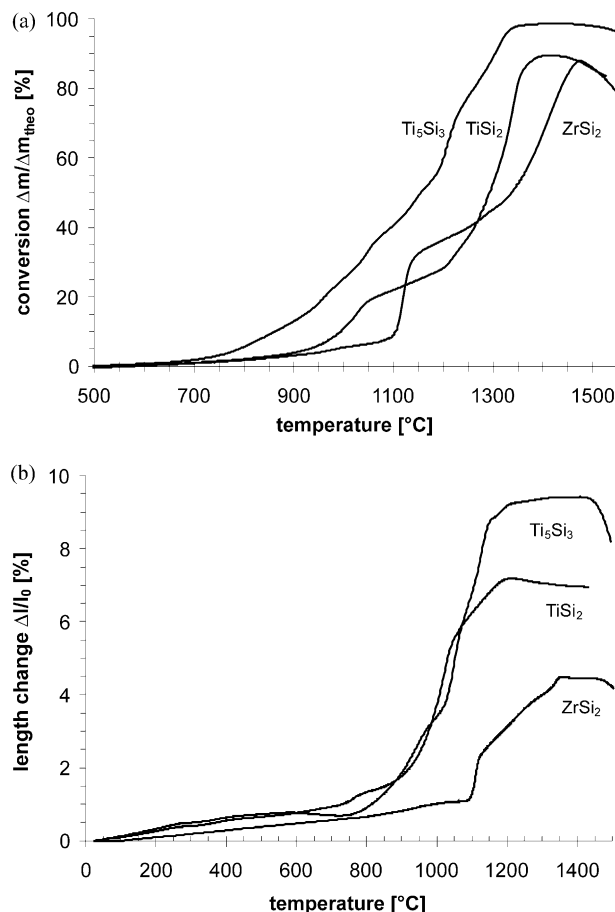 (a)
conversion Δm/Δm_theo [%]
100
80
60
40
20
0
Ti₅Si₃
TiSi₂
ZrSi₂
500
700
900
1100
1300
1500
temperature [°C]
(b)
length change Δl/l₀ [%]
10
8
6
4
2
0
Ti₅Si₃
TiSi₂
ZrSi₂
0
200
400
600
800
1000
1200
1400
temperature [°C]